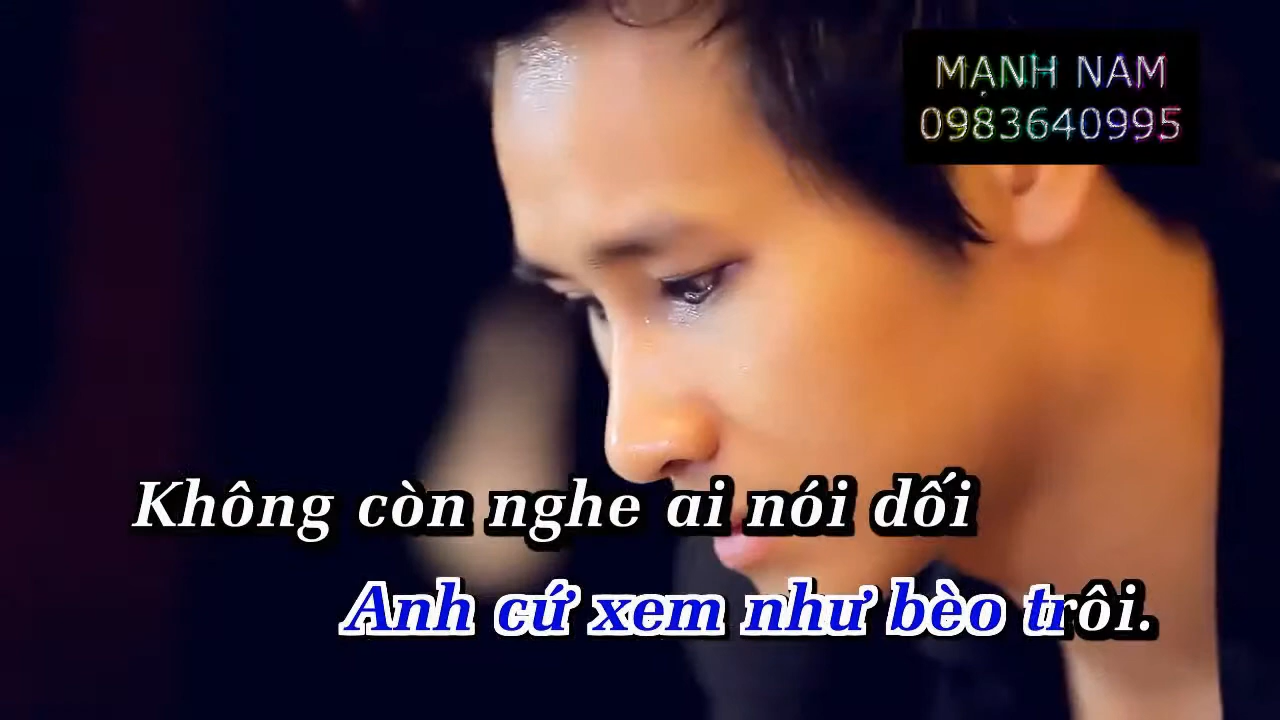 MẠNH NAM
0983640995
Không còn nghe ai nói dối
Anh cứ xem như bèo trôi.